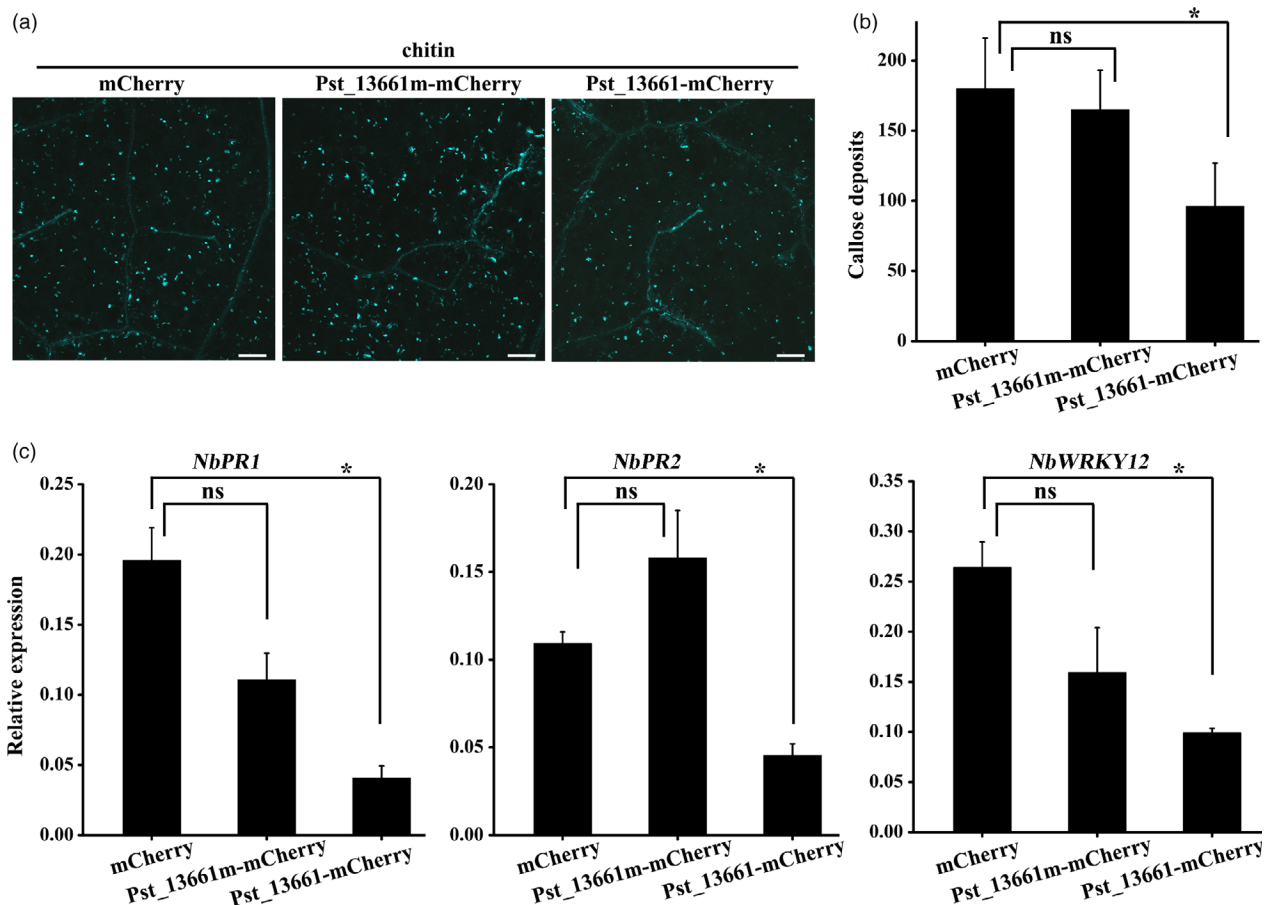 (a)
chitin
mCherry Pst_13661m-mCherry Pst_13661-mCherry
(b)
Callose deposits
200
150
100
50
0
* 
ns
mCherry
Pst_13661m-mCherry
Pst_13661-mCherry
(c)
Relative expression
NbPR1
*
ns
0.25
0.20
0.15
0.10
0.05
0.00
mCherry
Pst_13661m-mCherry
Pst_13661-mCherry
NbPR2
*
ns
0.20
0.15
0.10
0.05
0.00
mCherry
Pst_13661m-mCherry
Pst_13661-mCherry
NbWRKY12
*
ns
0.35
0.30
0.25
0.20
0.15
0.10
0.05
0.00
mCherry
Pst_13661m-mCherry
Pst_13661-mCherry